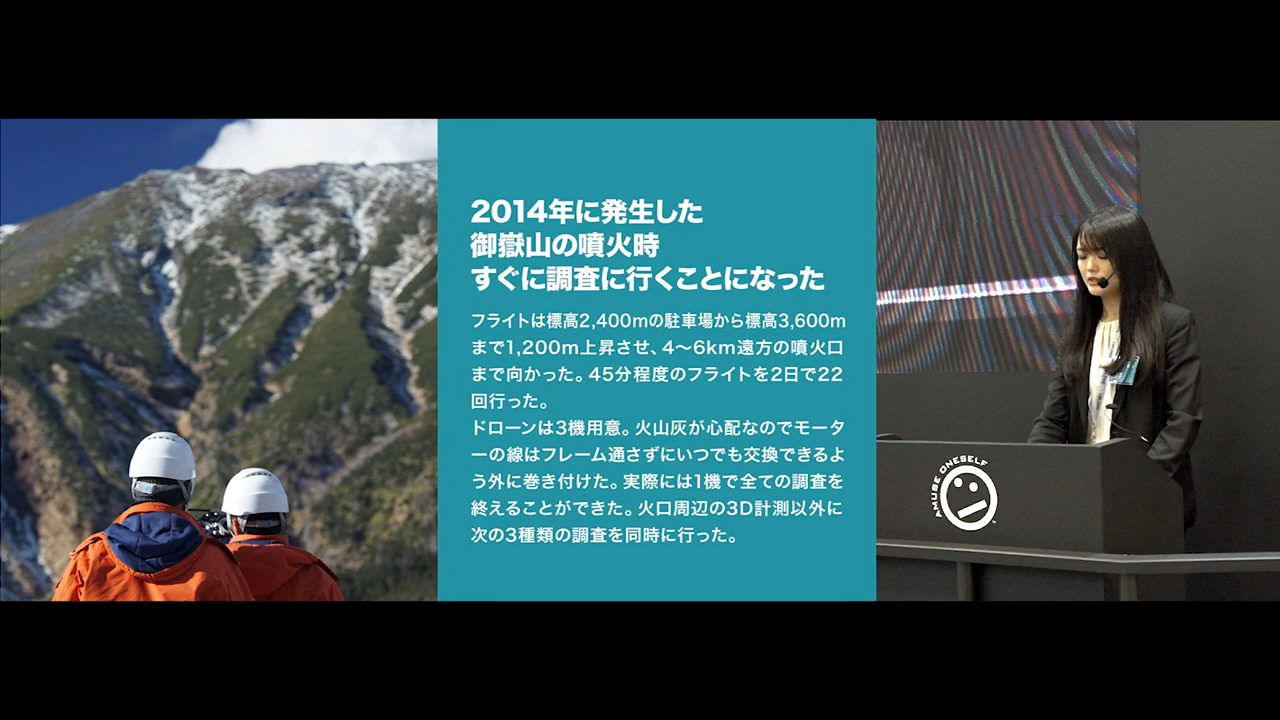 2014年に発生した
御嶽山の噴火時
すぐに調査に行くことになった
フライトは標高2,400mの駐車場から標高3,600m
まで1,200m上昇させ、4〜6km遠方の噴火口
まで向かった。45分程度のフライトを2日で22
回行った。
ドローンは3機用意。火山灰が心配なのでモータ
ーの線はフレーム通さずにいつでも交換できるよ
う外に巻き付けた。実際には1機で全ての調査を
終えることができた。火口周辺の3D計測以外に
次の3種類の調査を同時に行った。
AMUSE ONESELF